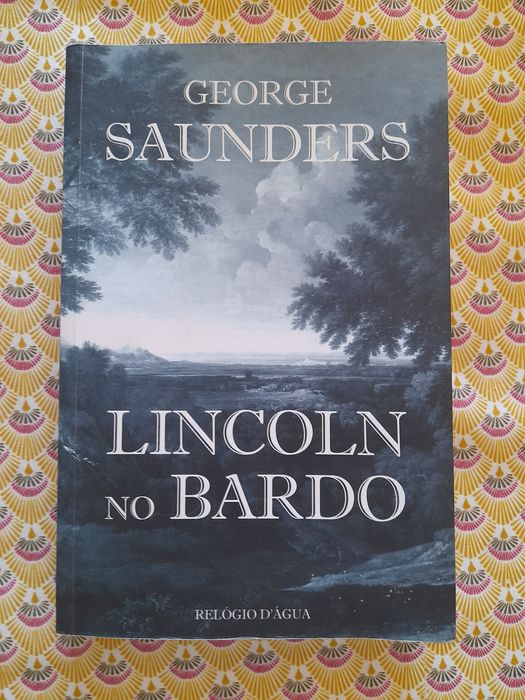 GEORGE
SAUNDERS
LINCOLN
NO BARDO
RELÓGIO D'ÁGUA